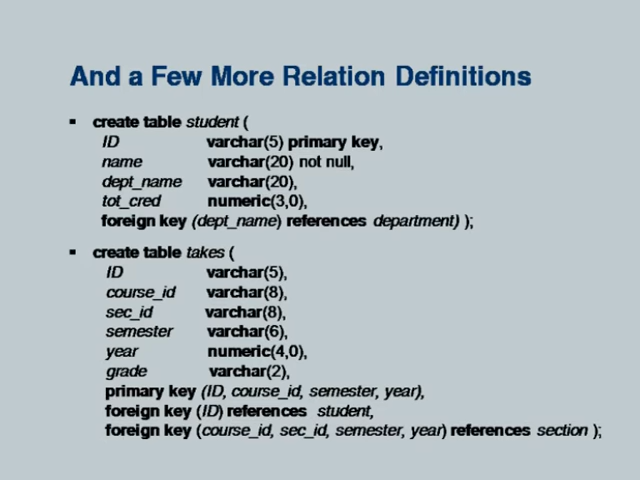 And a Few More Relation Definitions
▪ create table student (
ID varchar(5) primary key,
name varchar(20) not null,
dept_name varchar(20),
tot_cred numeric(3,0),
foreign key (dept_name) references department) );
▪ create table takes (
ID varchar(5),
course_id varchar(8),
sec_id varchar(8),
semester varchar(6),
year numeric(4,0),
grade varchar(2),
primary key (ID, course_id, semester, year),
foreign key (ID) references student,
foreign key (course_id, sec_id, semester, year) references section );